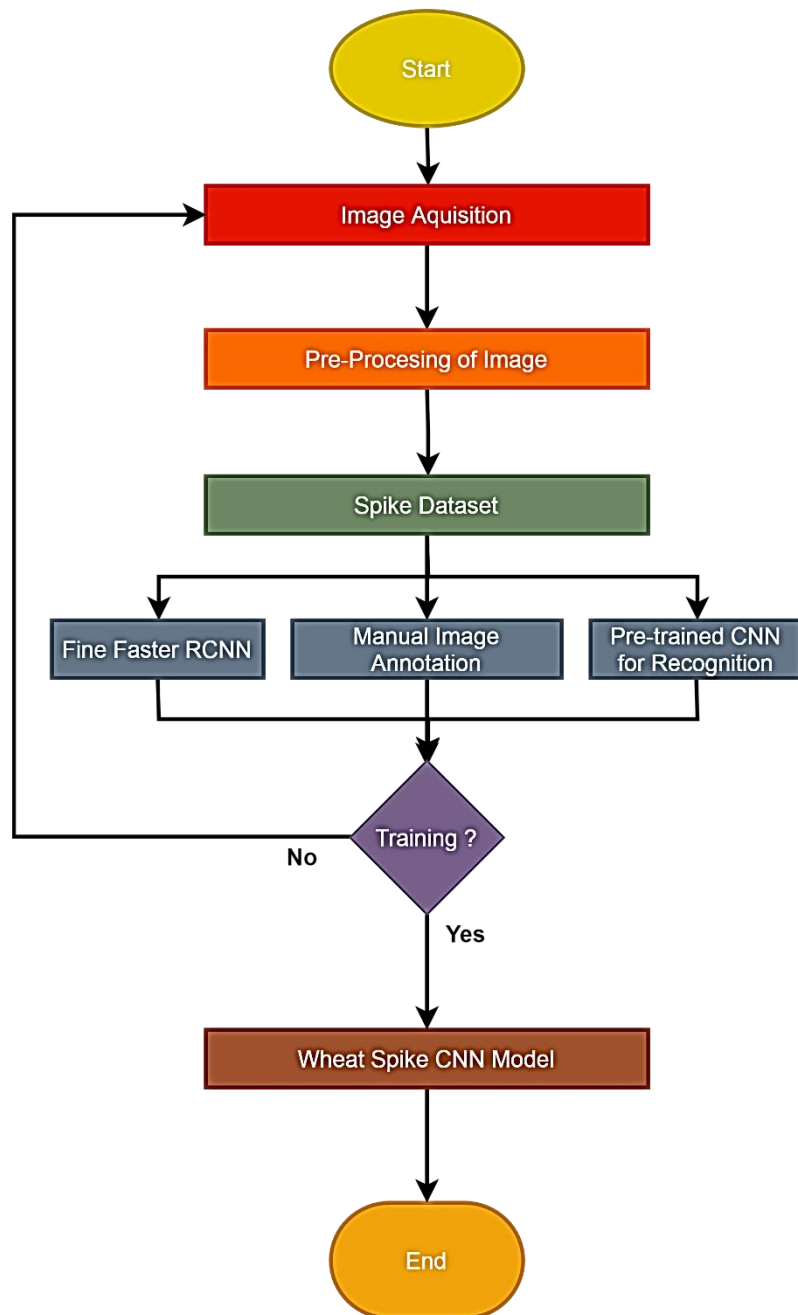 Start
Image Aquisition
Pre-Procesing of Image
Spike Dataset
Fine Faster RCNN
Manual Image
Annotation
Pre-trained CNN
for Recognition
Training ?
No
Yes
Wheat Spike CNN Model
End